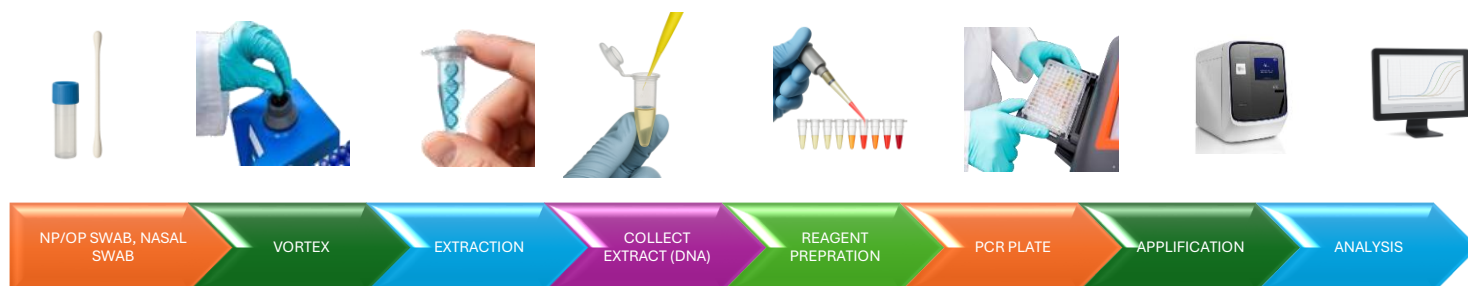 NP/OP SWAB, NASAL
SWAB
VORTEX
EXTRACTION
COLLECT
EXTRACT (DNA)
REAGENT
PREPRATION
PCR PLATE
APPLIFICATION
ANALYSIS